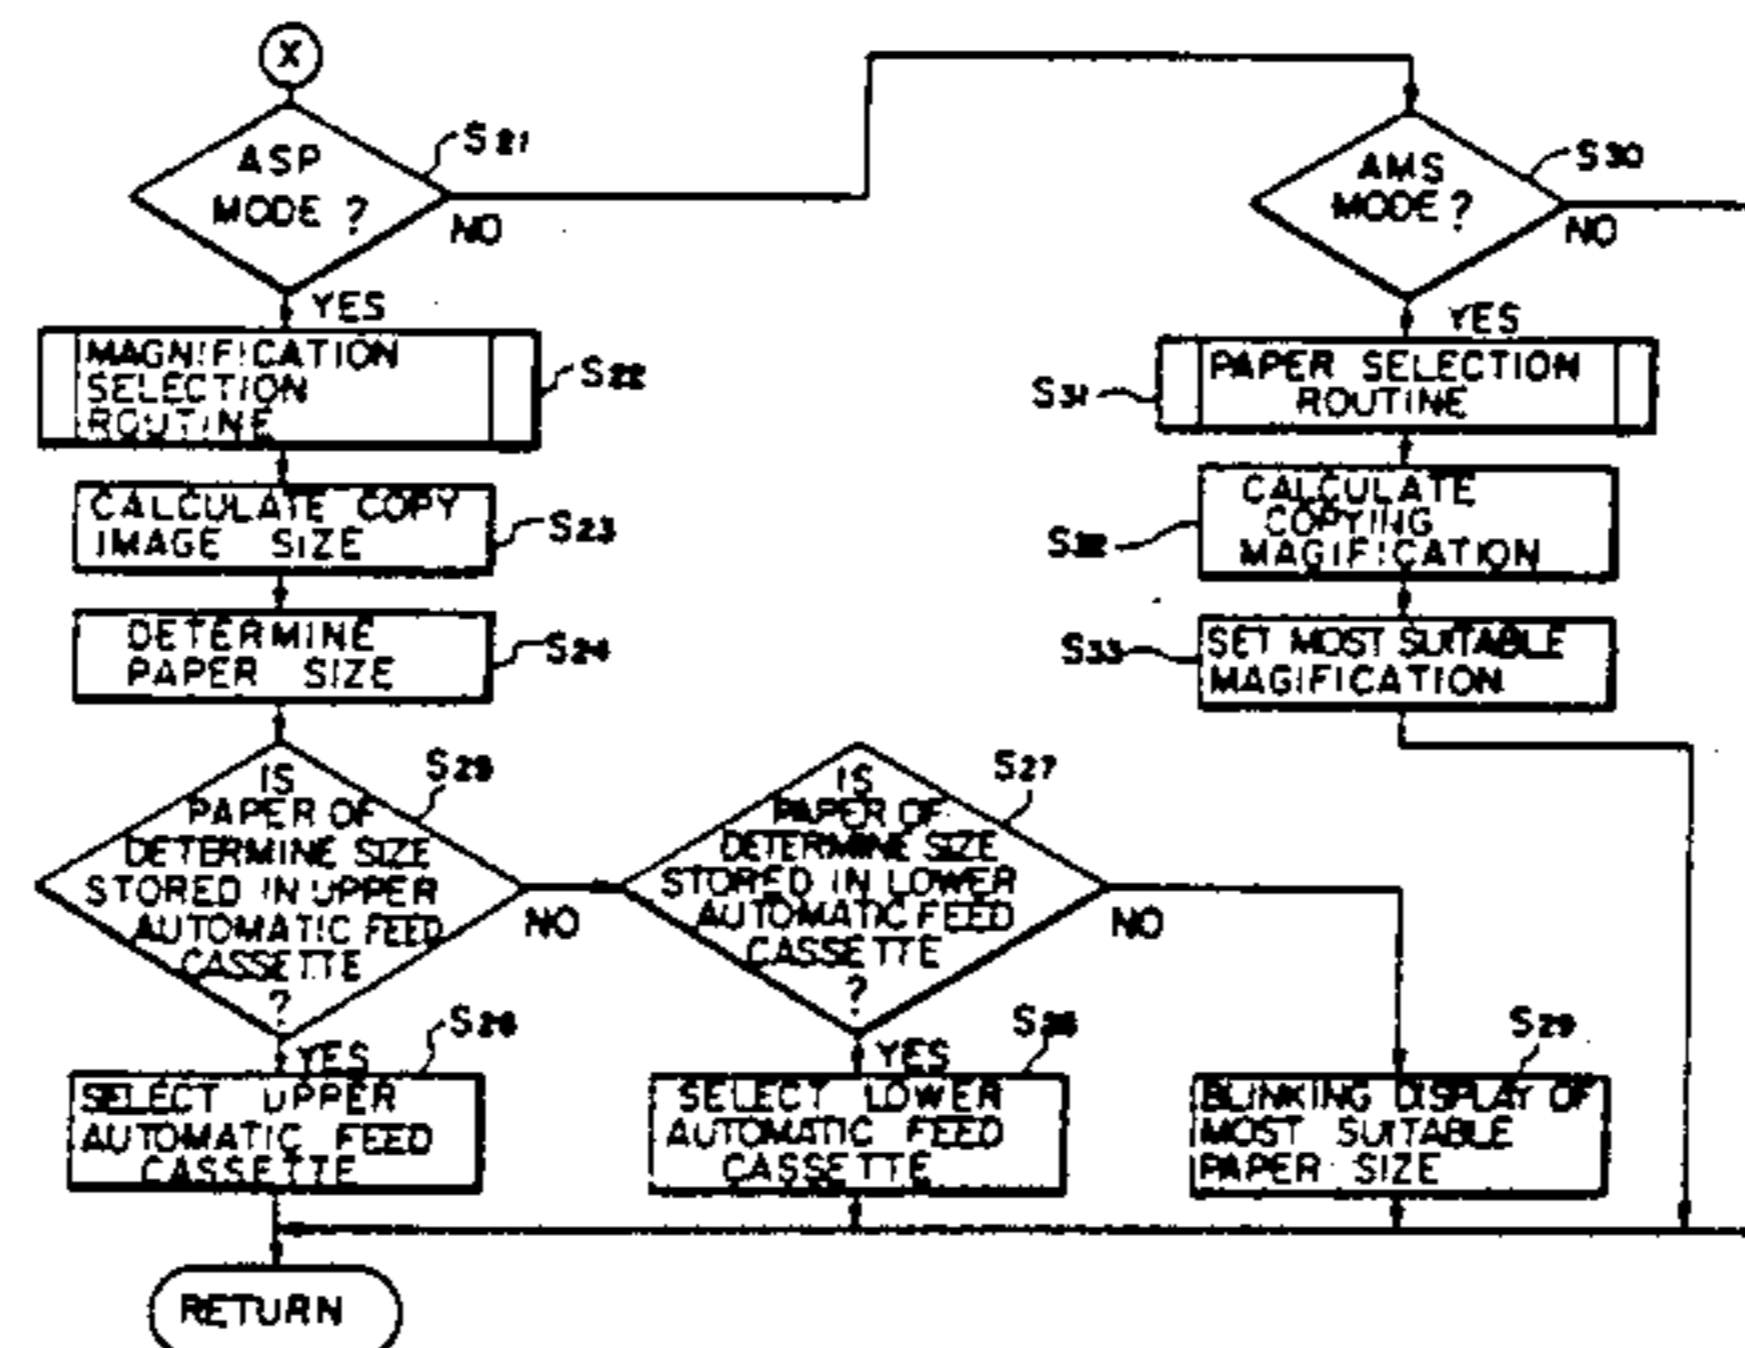 X
ASP
MODE ?
S21
NO
YES
MAGNIFICATION
SELECTION
ROUTINE
S22
CALCULATE COPY
IMAGE SIZE
S23
DETERMINE
PAPER SIZE
S24
IS
PAPER OF
DETERMINE SIZE
STORED IN UPPER
AUTOMATIC FEED
CASSETTE
?
NO
YES
SELECT UPPER
AUTOMATIC FEED
CASSETTE
S26
IS
PAPER OF
DETERMINE SIZE
STORED IN LOWER
AUTOMATIC FEED
CASSETTE
?
S27
NO
YES
SELECT LOWER
AUTOMATIC FEED
CASSETTE
BLINKING DISPLAY OF
MOST SUITABLE
PAPER SIZE
S29
AMS
MODE ?
S30
NO
YES
PAPER SELECTION
ROUTINE
S31
CALCULATE
COPYING
MAGIFICATION
S32
SET MOST SUITABLE
MAGIFICATION
S33
RETURN